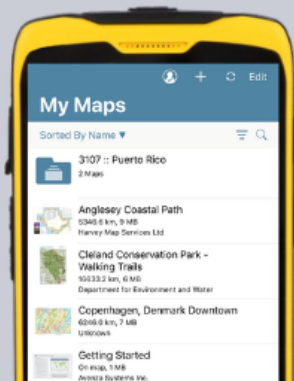 Edit
My Maps
Sorted By Name ▼
3107 :: Puerto Rico
2 Maps
Anglesey Coastal Path
5346.6 km, 9 MB
Harvey Map Services Ltd
Cleland Conservation Park -
Walking Trails
16633.2 km, 6 MB
Department for Environment and Water
Copenhagen, Denmark Downtown
6246.0 km, 7 MB
Unknown
Getting Started
On map, 1 MB
Avenza Systems Inc.